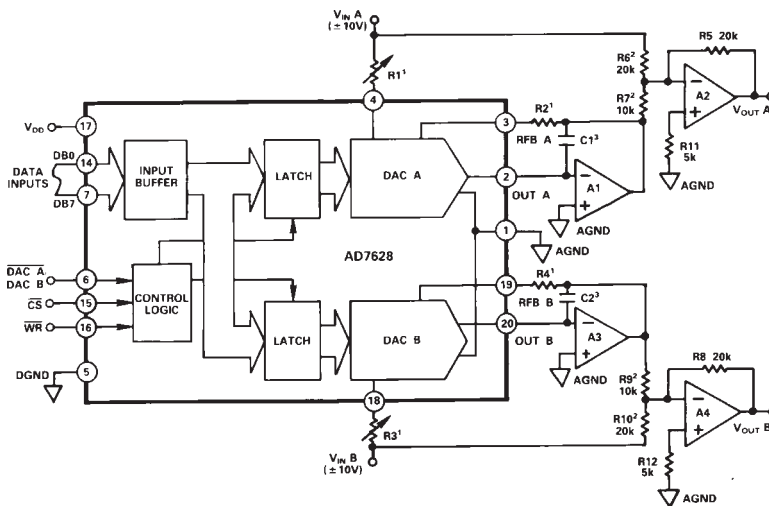 V_IN A
(±10V)
R1¹
4
R6²
20k
R7²
10k
R5 20k
A2
V_OUT A
R11
5k
AGND
V_DD
17
DB0
14
DATA
INPUTS
7
DB7
INPUT
BUFFER
LATCH
DAC A
3
R2¹
RFB A
C1³
2
OUT A
A1
AGND
1
AGND
AD7628
D̅A̅C̅ ̅A̅
DAC B
6
C̅S̅
15
W̅R̅
16
CONTROL
LOGIC
LATCH
DAC B
19
R4¹
RFB B
C2³
20
OUT B
A3
AGND
DGND
5
18
R3¹
V_IN B
(±10V)
R9²
10k
R10²
20k
R8 20k
A4
V_OUT B
R12
5k
AGND